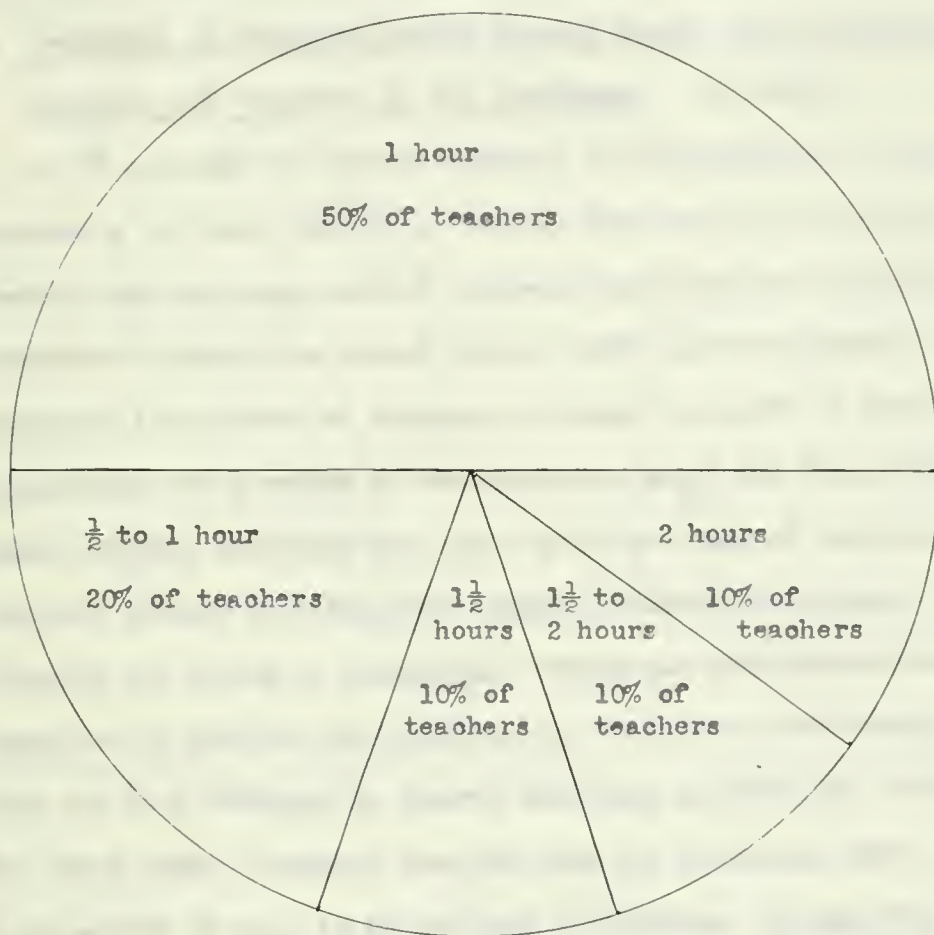 1 hour
50% of teachers
½ to 1 hour
20% of teachers
1½
hours
10% of
teachers
1½ to
2 hours
10% of
teachers
2 hours
10% of
teachers